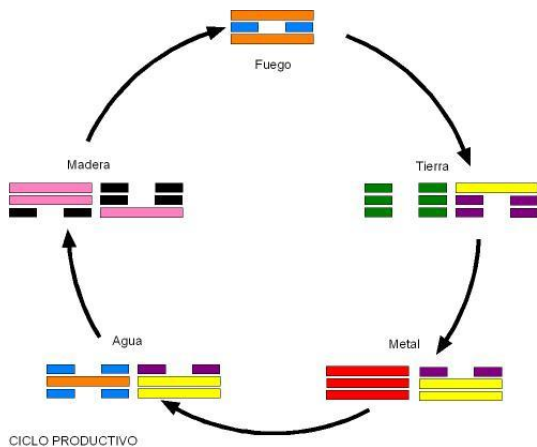 Fuego
Madera
Tierra
Agua
Metal
CICLO PRODUCTIVO